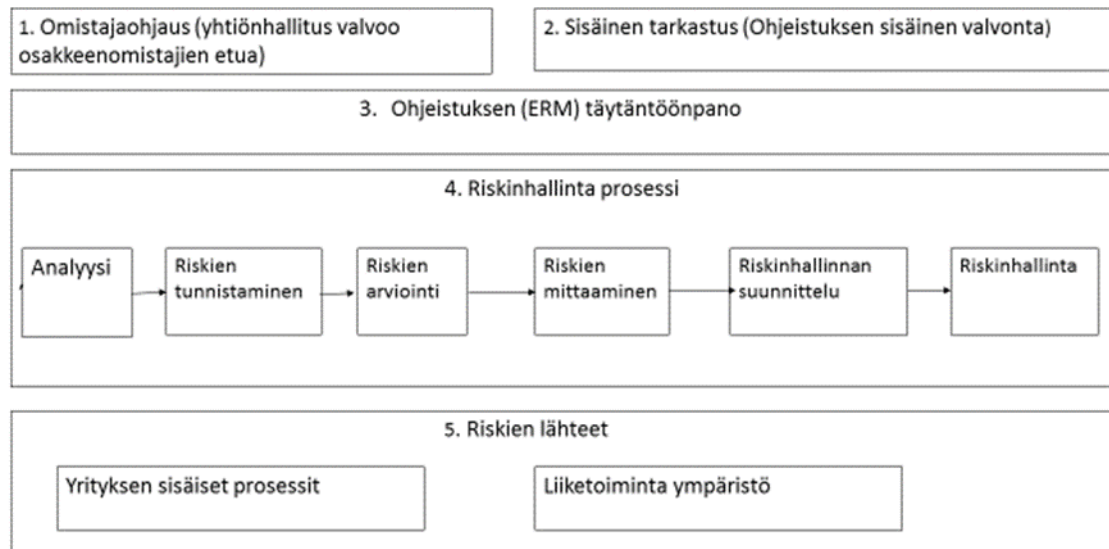 1. Omistajaohjaus (yhtiönhallitus valvoo
osakkeenomistajien etua)
2. Sisäinen tarkastus (Ohjeistuksen sisäinen valvonta)
3. Ohjeistuksen (ERM) täytäntöönpano
4. Riskinhallinta prosessi
Analyysi
Riskien
tunnistaminen
Riskien
arviointi
Riskien
mittaaminen
Riskinhallinnan
suunnittelu
Riskinhallinta
5. Riskien lähteet
Yrityksen sisäiset prosessit
Liiketoiminta ympäristö